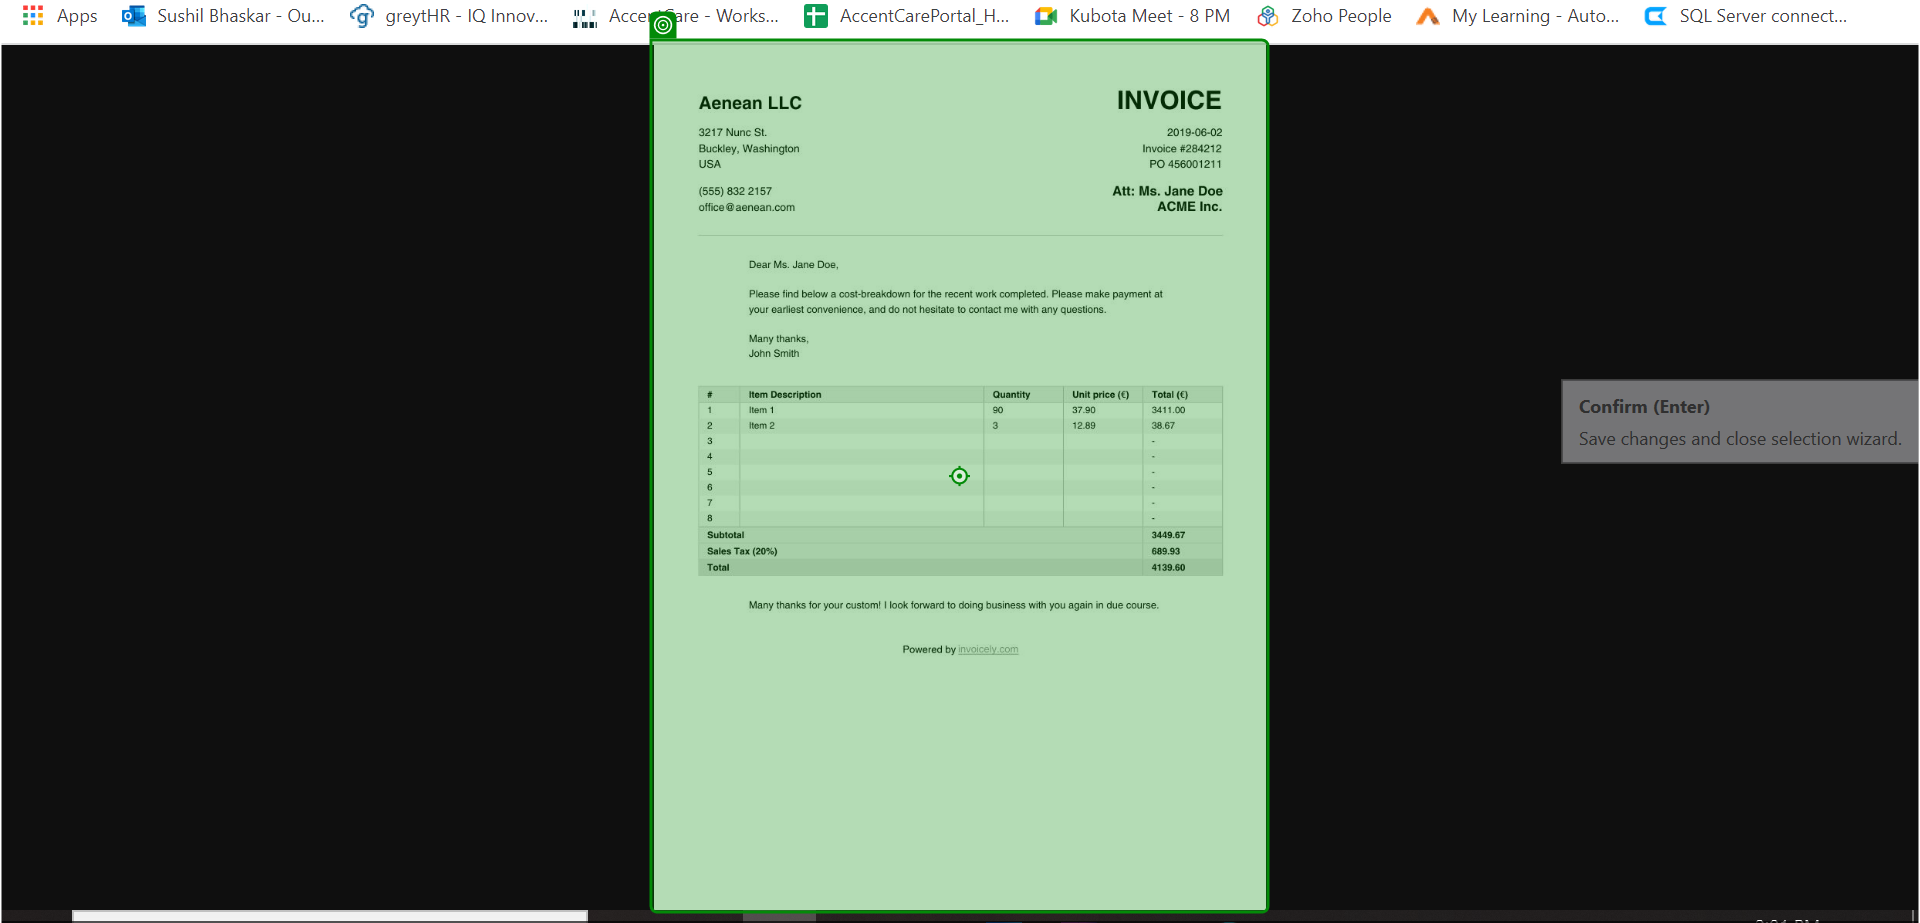 Apps Sushil Bhaskar - Ou... greytHR - IQ Innov... AccentCare - Works... AccentCarePortal_H... Kubota Meet - 8 PM Zoho People My Learning - Auto... SQL Server connect...
Aenean LLC
INVOICE
3217 Nunc St.
Buckley, Washington
USA
2019-06-02
Invoice #284212
PO 456001211
(555) 832 2157
office@aenean.com
Att: Ms. Jane Doe
ACME Inc.
Dear Ms. Jane Doe,
Please find below a cost-breakdown for the recent work completed. Please make payment at
your earliest convenience, and do not hesitate to contact me with any questions.
Many thanks,
John Smith
# Item Description Quantity Unit price (€) Total (€)
1 Item 1 90 37.90 3411.00
2 Item 2 3 12.89 38.67
3 -
4 -
5 -
6 -
7 -
8 -
Subtotal 3449.67
Sales Tax (20%) 689.93
Total 4139.60
Many thanks for your custom! I look forward to doing business with you again in due course.
Powered by invoicely.com
Confirm (Enter)
Save changes and close selection wizard.